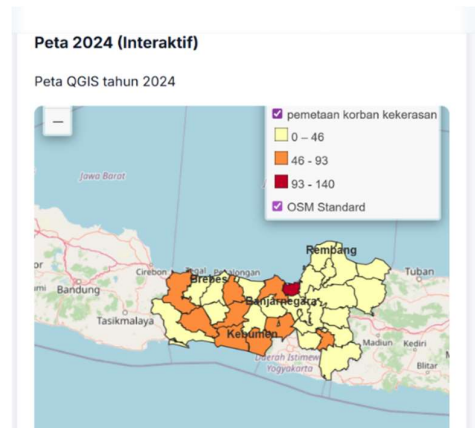 Peta 2024 (Interaktif)
Peta QGIS tahun 2024
−
pemetaan korban kekerasan
0 – 46
46 - 93
93 - 140
OSM Standard
Jawa Barat
Rembang
Cirebon
Brebes
Tuban
Bandung
Banjarnegara
Tasikmalaya
Kebumen
Madiun
Kediri
Daerah Istimewa
Yogyakarta
Blitar